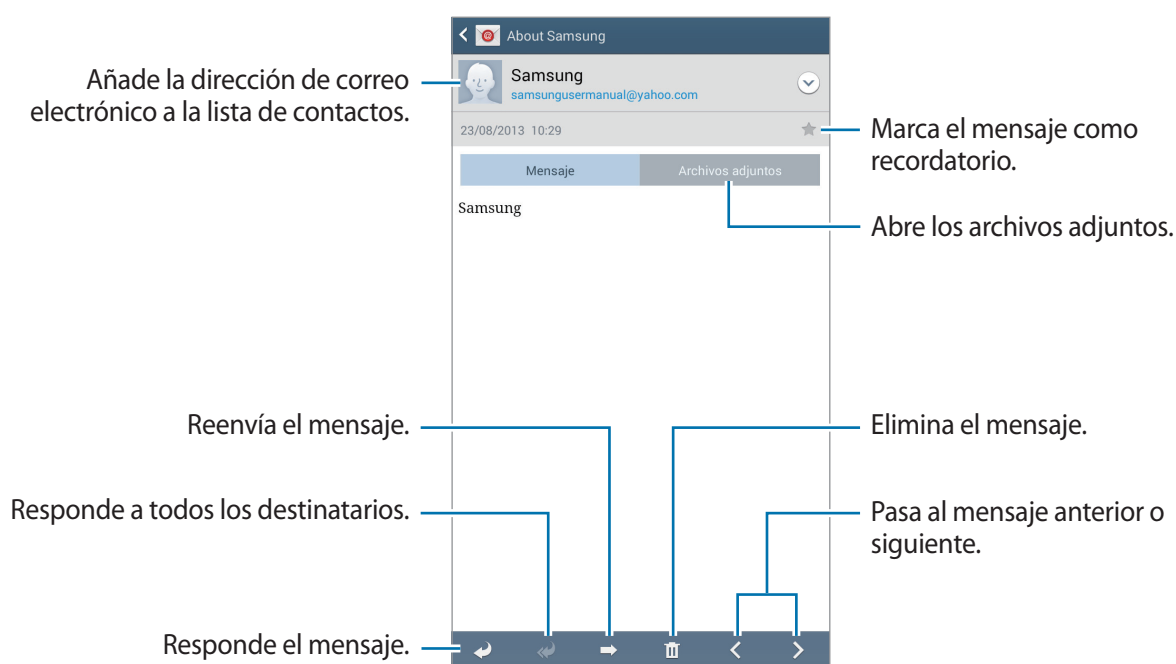 About Samsung
Añade la dirección de correo
electrónico a la lista de contactos.
Samsung
samsungusermanual@yahoo.com
23/08/2013 10:29
Marca el mensaje como
recordatorio.
Mensaje
Archivos adjuntos
Samsung
Abre los archivos adjuntos.
Reenvía el mensaje.
Elimina el mensaje.
Responde a todos los destinatarios.
Pasa al mensaje anterior o
siguiente.
Responde el mensaje.